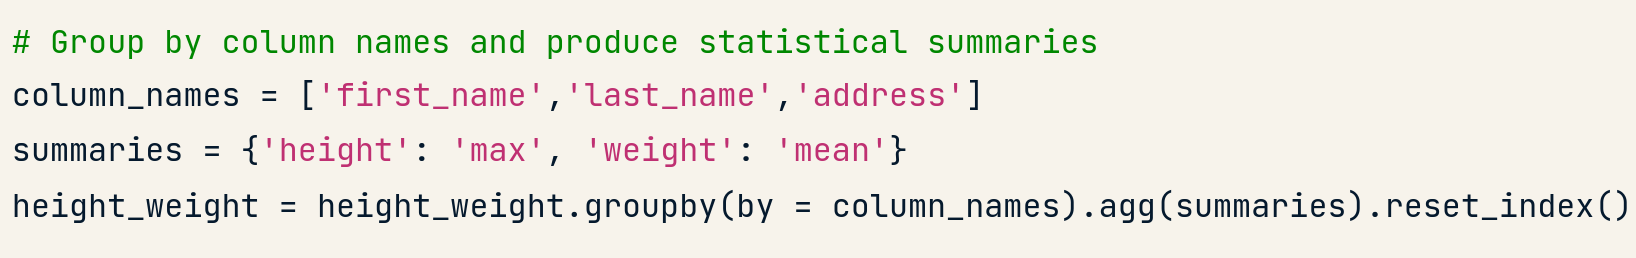 # Group by column names and produce statistical summaries
column_names = ['first_name','last_name','address']
summaries = {'height': 'max', 'weight': 'mean'}
height_weight = height_weight.groupby(by = column_names).agg(summaries).reset_index()